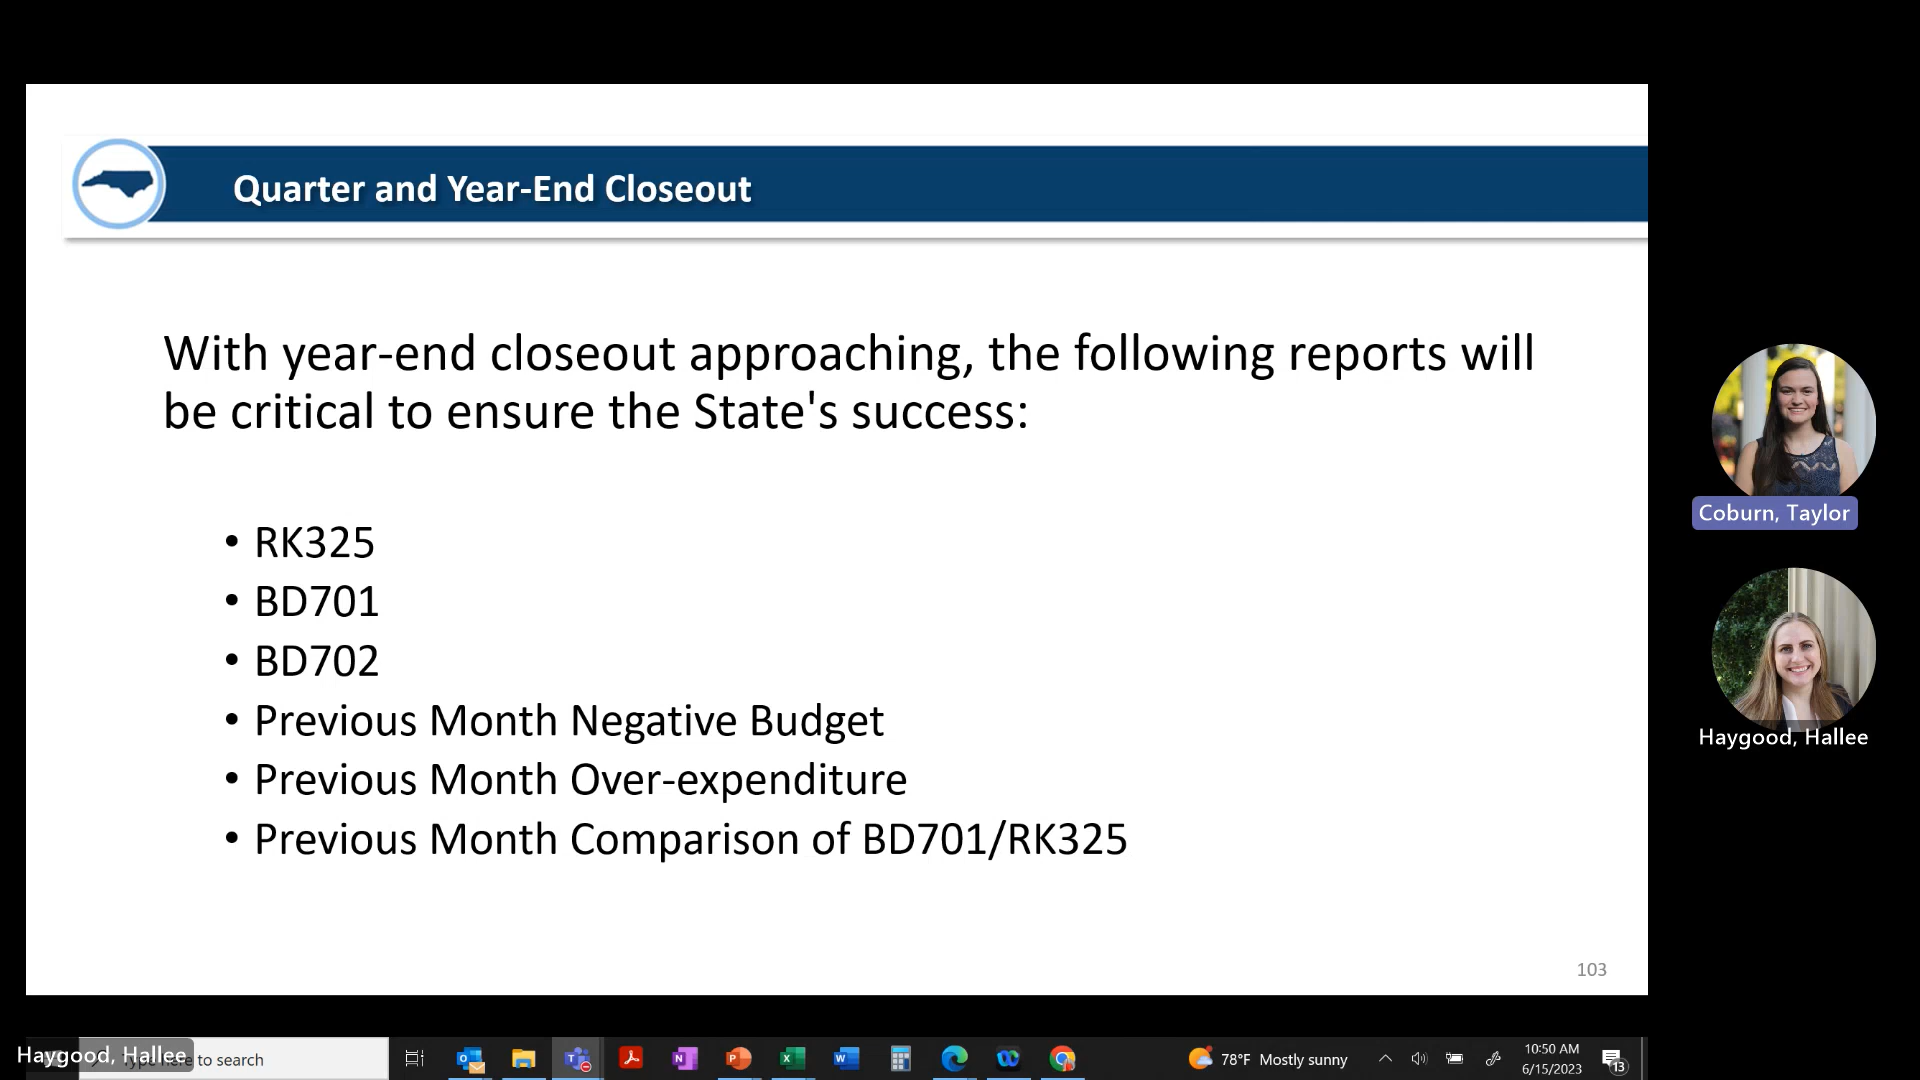 Quarter and Year-End Closeout
With year-end closeout approaching, the following reports will
be critical to ensure the State's success:
• RK325
• BD701
• BD702
• Previous Month Negative Budget
• Previous Month Over-expenditure
• Previous Month Comparison of BD701/RK325
103
Coburn, Taylor
Haygood, Hallee
Haygood, Hallee
Type here to search
78°F Mostly sunny
10:50 AM
6/15/2023
13